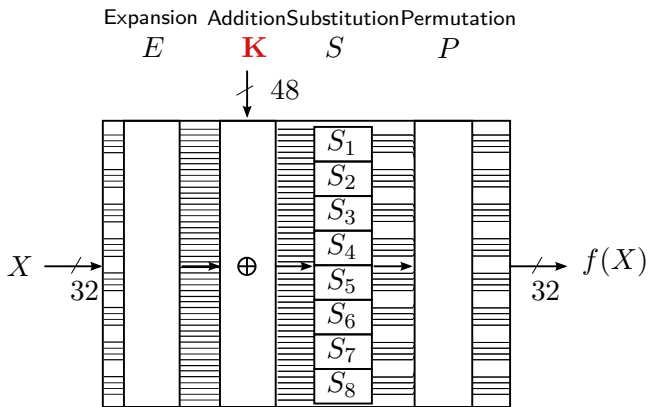 Expansion Addition Substitution Permutation
E K S P
48
S₁
S₂
S₃
X S₄ f(X)
32 ⊕ S₅ 32
S₆
S₇
S₈